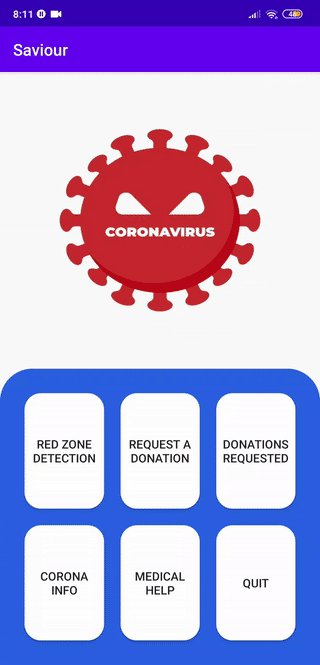 8:11
Saviour
CORONAVIRUS
RED ZONE
DETECTION
REQUEST A
DONATION
DONATIONS
REQUESTED
CORONA
INFO
MEDICAL
HELP
QUIT